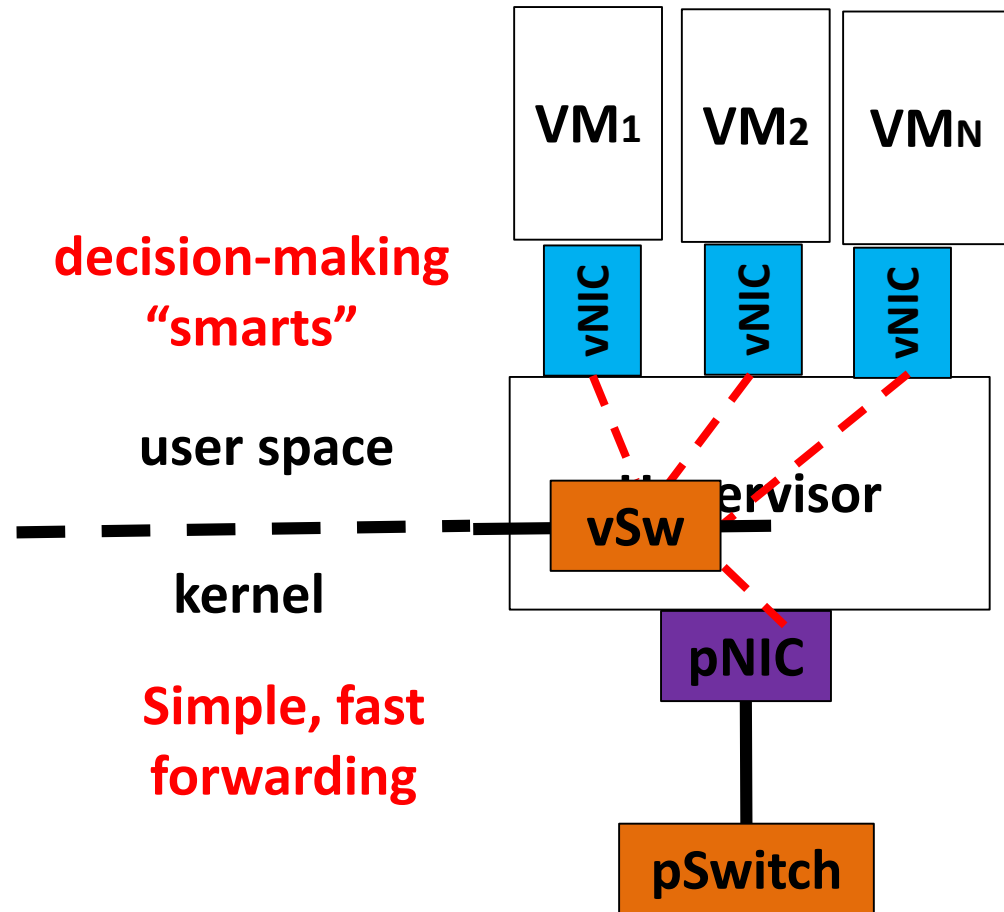 VM1
VM2
VMN
decision-making
“smarts”
vNIC
vNIC
vNIC
user space
vSw
kernel
pNIC
Simple, fast
forwarding
pSwitch